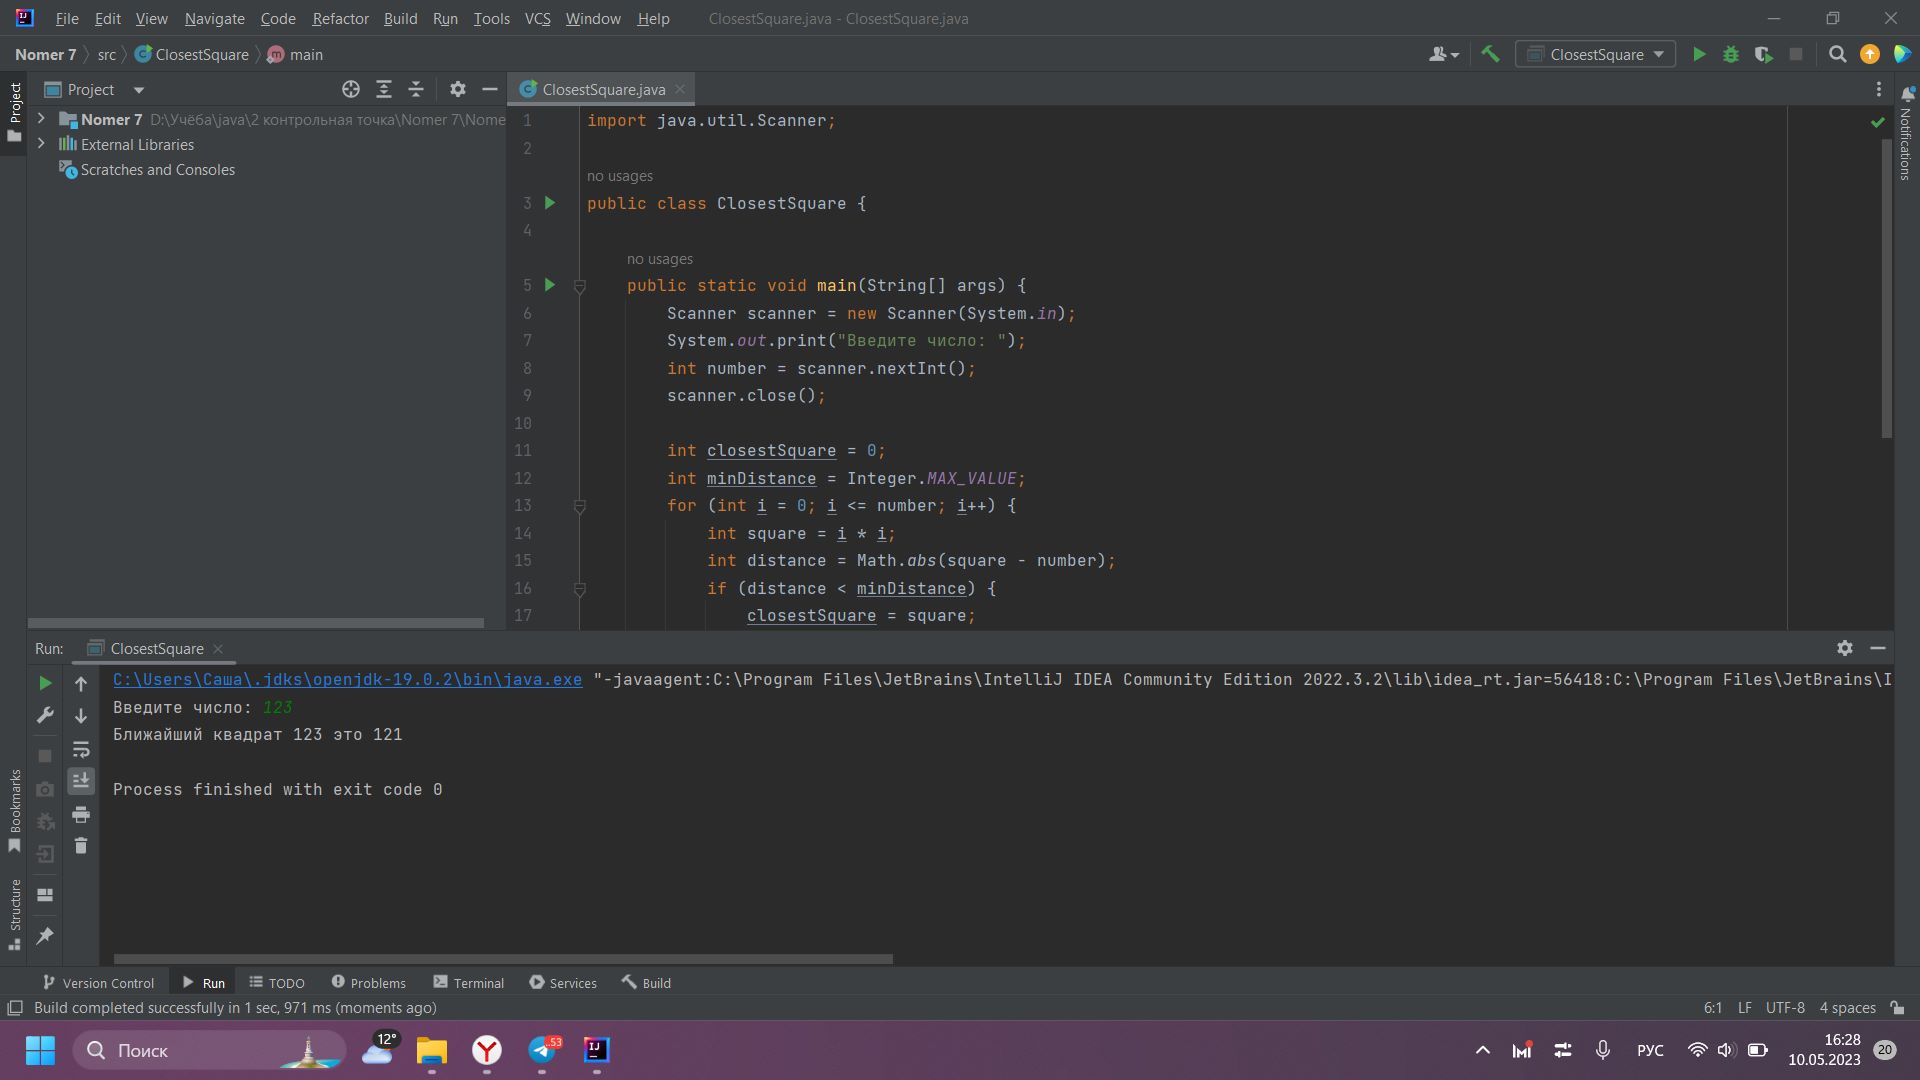 File Edit View Navigate Code Refactor Build Run Tools VCS Window Help ClosestSquare.java - ClosestSquare.java
Nomer 7 src ClosestSquare main ClosestSquare
Project
Project
Nomer 7 D:\Учёба\java\2 контрольная точка\Nomer 7\Nome
External Libraries
Scratches and Consoles
ClosestSquare.java
Notifications
1 import java.util.Scanner;
2
no usages
3 public class ClosestSquare {
4
no usages
5 public static void main(String[] args) {
6 Scanner scanner = new Scanner(System.in);
7 System.out.print("Введите число: ");
8 int number = scanner.nextInt();
9 scanner.close();
10
11 int closestSquare = 0;
12 int minDistance = Integer.MAX_VALUE;
13 for (int i = 0; i <= number; i++) {
14 int square = i * i;
15 int distance = Math.abs(square - number);
16 if (distance < minDistance) {
17 closestSquare = square;
Run: ClosestSquare
C:\Users\Саша\.jdks\openjdk-19.0.2\bin\java.exe "-javaagent:C:\Program Files\JetBrains\IntelliJ IDEA Community Edition 2022.3.2\lib\idea_rt.jar=56418:C:\Program Files\JetBrains\I
Введите число: 123
Ближайший квадрат 123 это 121
Process finished with exit code 0
Bookmarks
Structure
Version Control Run TODO Problems Terminal Services Build
Build completed successfully in 1 sec, 971 ms (moments ago) 6:1 LF UTF-8 4 spaces
Поиск 12° ..53 РУС 16:28
10.05.2023 20